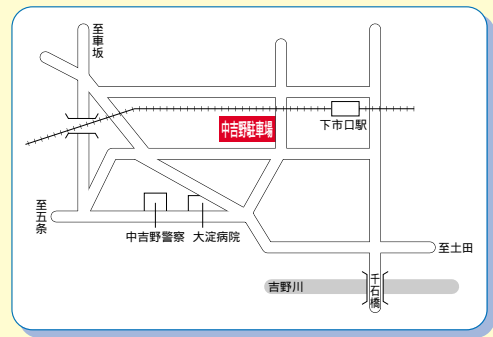 至車坂
中吉野駐車場
下市口駅
至五条
中吉野警察
大淀病院
至土田
吉野川
千石橋